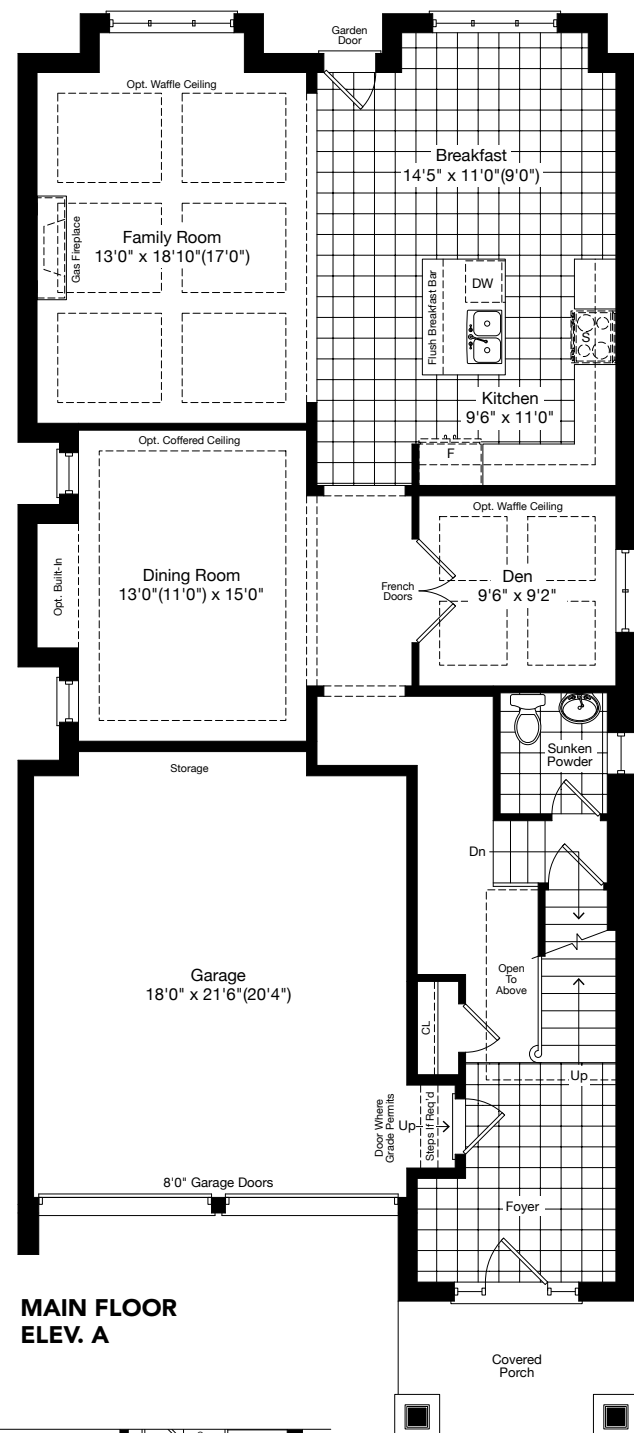 Garden
Door
Opt. Waffle Ceiling
Breakfast
14'5" x 11'0"(9'0")
Gas Fireplace
Family Room
13'0" x 18'10"(17'0")
Flush Breakfast Bar
DW
S
Kitchen
9'6" x 11'0"
F
Opt. Coffered Ceiling
Opt. Waffle Ceiling
Opt. Built-In
Dining Room
13'0"(11'0") x 15'0"
French
Doors
Den
9'6" x 9'2"
Sunken
Powder
Storage
Dn
Open
To
Above
Garage
18'0" x 21'6"(20'4")
CL
Up
Door Where
Grade Permits
Up
Steps If Req'd
8'0" Garage Doors
Foyer
MAIN FLOOR
ELEV. A
Covered
Porch